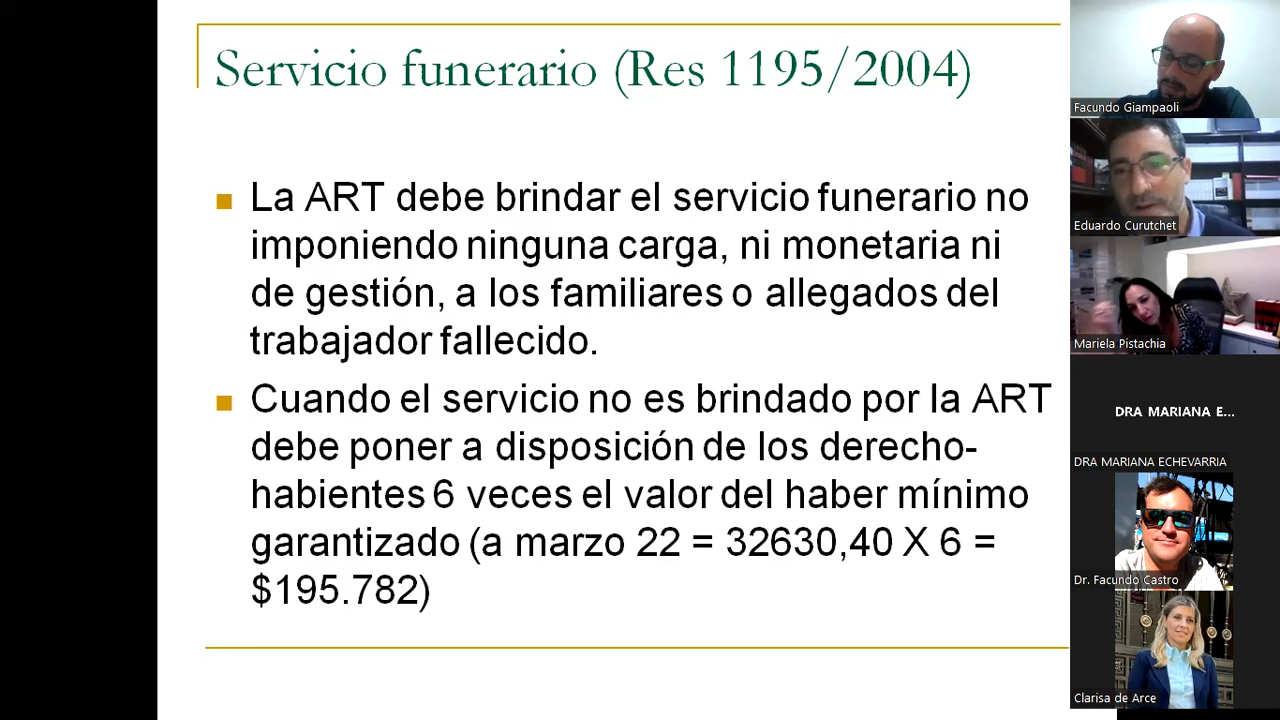 Servicio funerario (Res 1195/2004)
La ART debe brindar el servicio funerario no
imponiendo ninguna carga, ni monetaria ni
de gestión, a los familiares o allegados del
trabajador fallecido.
Cuando el servicio no es brindado por la ART
debe poner a disposición de los derecho-
habientes 6 veces el valor del haber mínimo
garantizado (a marzo 22 = 32630,40 X 6 =
$195.782)
Facundo Giampaoli
Eduardo Curutchet
Mariela Pistachia
DRA MARIANA E...
DRA MARIANA ECHEVARRIA
Dr. Facundo Castro
Clarisa de Arce